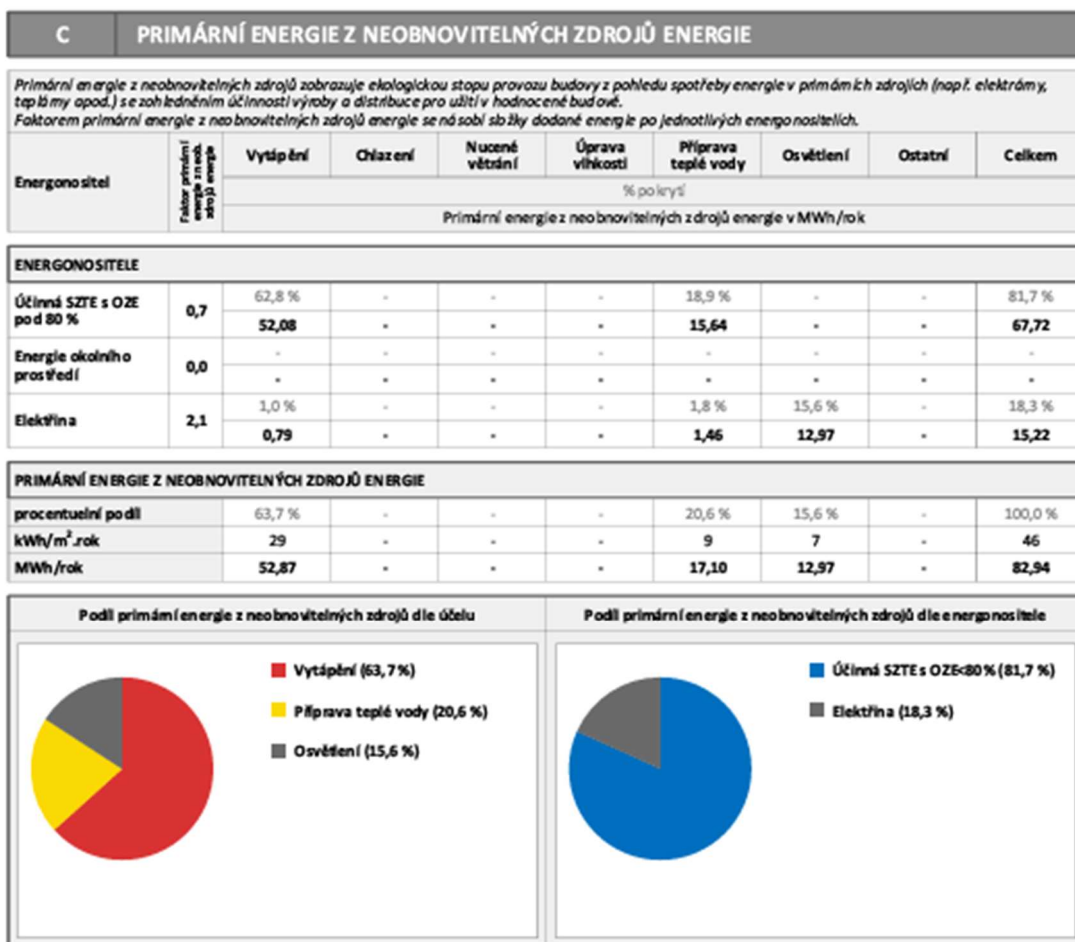 C PRIMÁRNÍ ENERGIE Z NEOBNOVITELNÝCH ZDROJŮ ENERGIE
Primární energie z neobnovitelných zdrojů zobrazuje ekologickou stopu provozu budovy z pohledu spotřeby energie v primárních zdrojích (např. elektrárny,
teplárny apod.) se zohledněním účinnosti výroby a distribuce pro užití v hodnocené budově.
Faktorem primární energie z neobnovitelných zdrojů energie se násobí složky dodané energie po jednotlivých energonositelích.
Energonositel
Faktor primární
energie z neob.
zdrojů energie
Vytápění Chlazení Nucené větrání Úprava vlhkosti Příprava teplé vody Osvětlení Ostatní Celkem
% pokrytí
Primární energie z neobnovitelných zdrojů energie v MWh/rok
ENERGONOSITELE
Účinná SZTE s OZE
pod 80 %
0,7
62,8 % - - - 18,9 % - - 81,7 %
52,08 - - - 15,64 - - 67,72
Energie okolního
prostředí
0,0
- - - - - - - -
- - - - - - - -
Elektřina
2,1
1,0 % - - - 1,8 % 15,6 % - 18,3 %
0,79 - - - 1,46 12,97 - 15,22
PRIMÁRNÍ ENERGIE Z NEOBNOVITELNÝCH ZDROJŮ ENERGIE
procentuelní podíl 63,7 % - - - 20,6 % 15,6 % - 100,0 %
kWh/m².rok 29 - - - 9 7 - 46
MWh/rok 52,87 - - - 17,10 12,97 - 82,94
Podíl primární energie z neobnovitelných zdrojů dle účelu
Vytápění (63,7 %)
Příprava teplé vody (20,6 %)
Osvětlení (15,6 %)
Podíl primární energie z neobnovitelných zdrojů dle energonositele
Účinná SZTE s OZE<80% (81,7 %)
Elektřina (18,3 %)